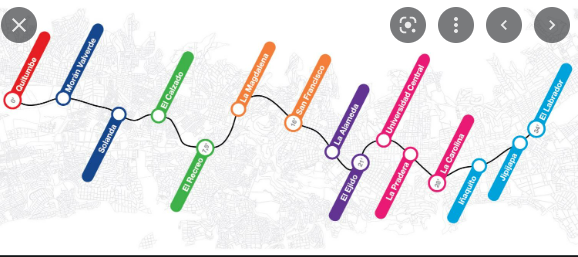 Quitumbe
Morán Valverde
Solanda
El Calzado
El Recreo
La Magdalena
San Francisco
La Alameda
El Ejido
Universidad Central
La Pradera
La Carolina
Iñaquito
Jipijapa
El Labrador